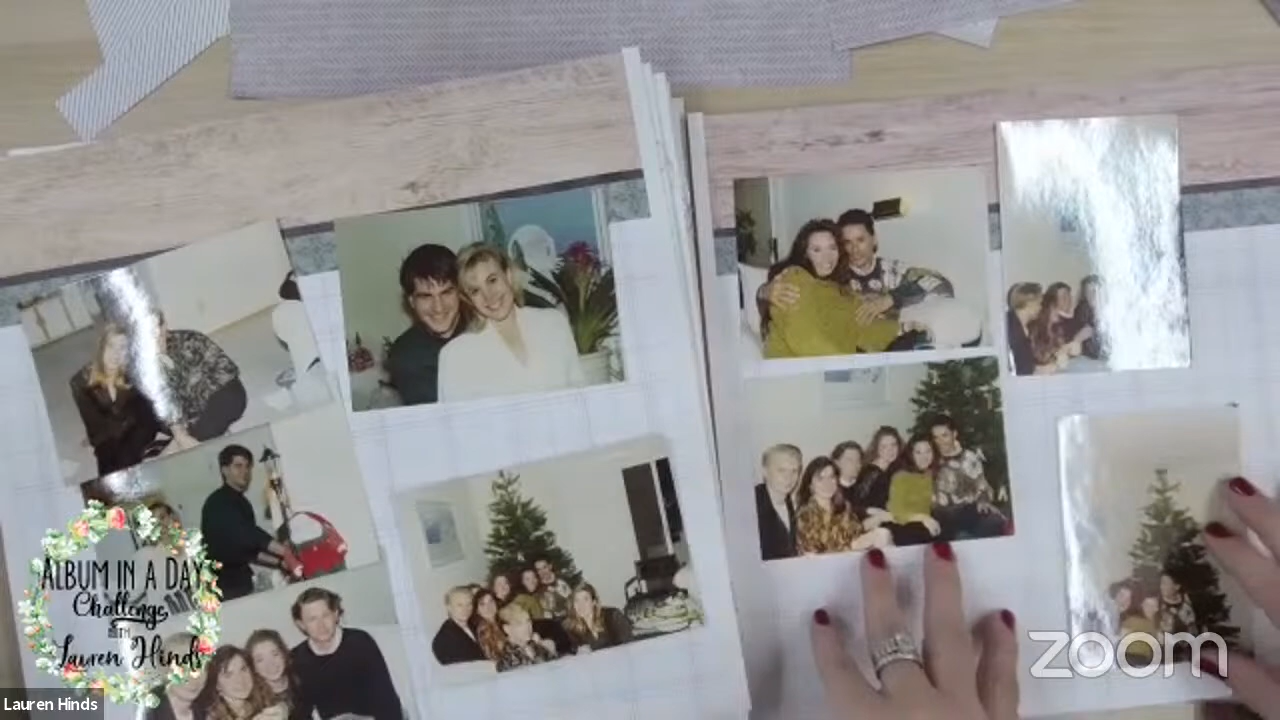 ALBUM IN A DAY
Challenge
WITH
Lauren Hinds
Lauren Hinds
zoom